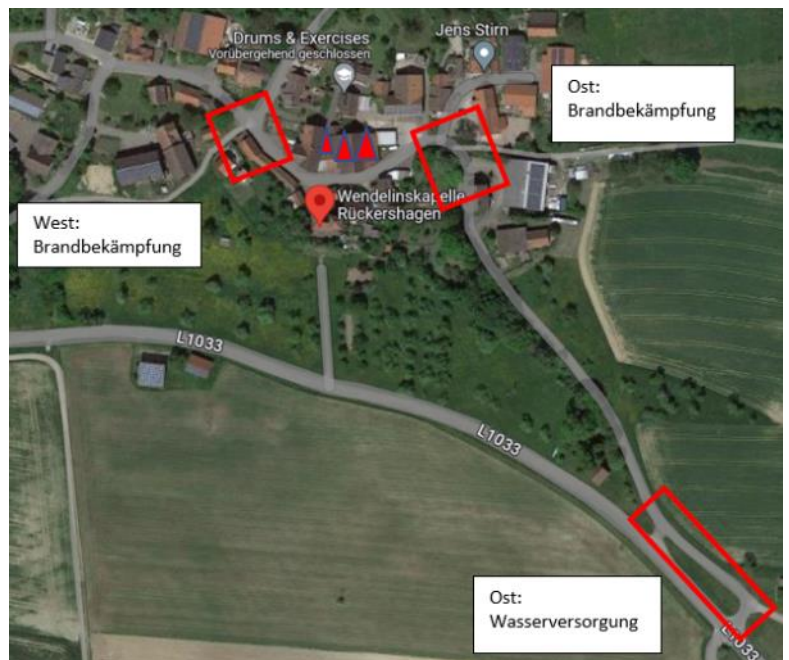 Drums & Exercises
Vorübergehend geschlossen
Jens Stirn
Ost:
Brandbekämpfung
Wendelinskapelle
Rückershagen
West:
Brandbekämpfung
L1033
L1033
Ost:
Wasserversorgung
L1033